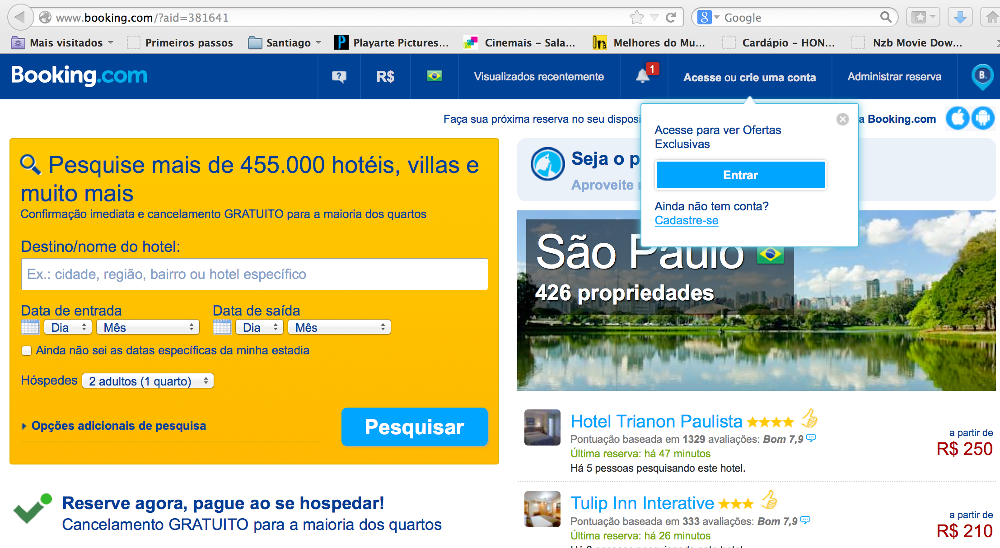 www.booking.com/?aid=381641
Google
Mais visitados
Primeiros passos
Santiago
Playarte Pictures...
Cinemais – Sala...
Melhores do Mu...
Cardápio – HON...
Nzb Movie Dow...
Booking.com
R$
Visualizados recentemente
1
Acesse ou crie uma conta
Administrar reserva
B.
Faça sua próxima reserva no seu disposi
a Booking.com
Acesse para ver Ofertas
Exclusivas
Entrar
Ainda não tem conta?
Cadastre-se
Pesquise mais de 455.000 hotéis, villas e
muito mais
Confirmação imediata e cancelamento GRATUITO para a maioria dos quartos
Destino/nome do hotel:
Ex.: cidade, região, bairro ou hotel específico
Data de entrada
Data de saída
Dia
Mês
Dia
Mês
Ainda não sei as datas específicas da minha estadia
Hóspedes
2 adultos (1 quarto)
Opções adicionais de pesquisa
Pesquisar
Reserve agora, pague ao se hospedar!
Cancelamento GRATUITO para a maioria dos quartos
Seja o p
Aproveite
São Paulo
426 propriedades
Hotel Trianon Paulista
Pontuação baseada em 1329 avaliações: Bom 7,9
Última reserva: há 47 minutos
Há 5 pessoas pesquisando este hotel.
a partir de
R$ 250
Tulip Inn Interative
Pontuação baseada em 333 avaliações: Bom 7,9
Última reserva: há 26 minutos
a partir de
R$ 210